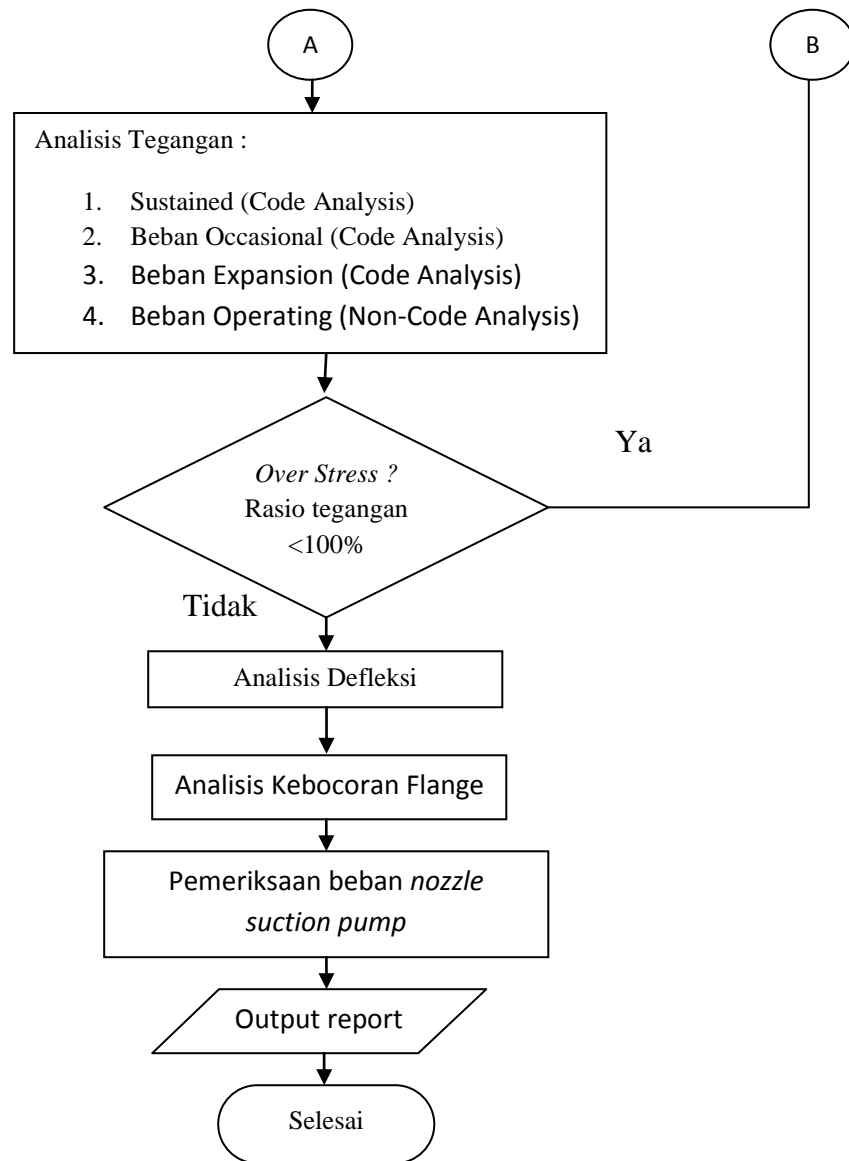 A
B
Analisis Tegangan :
1. Sustained (Code Analysis)
2. Beban Occasional (Code Analysis)
3. Beban Expansion (Code Analysis)
4. Beban Operating (Non-Code Analysis)
Ya
Over Stress ?
Rasio tegangan
<100%
Tidak
Analisis Defleksi
Analisis Kebocoran Flange
Pemeriksaan beban nozzle
suction pump
Output report
Selesai